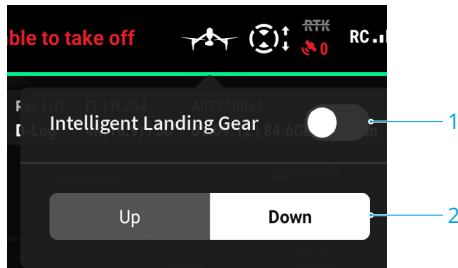 ble to take off
RTK
0
RC
Intelligent Landing Gear
1
Up
Down
2